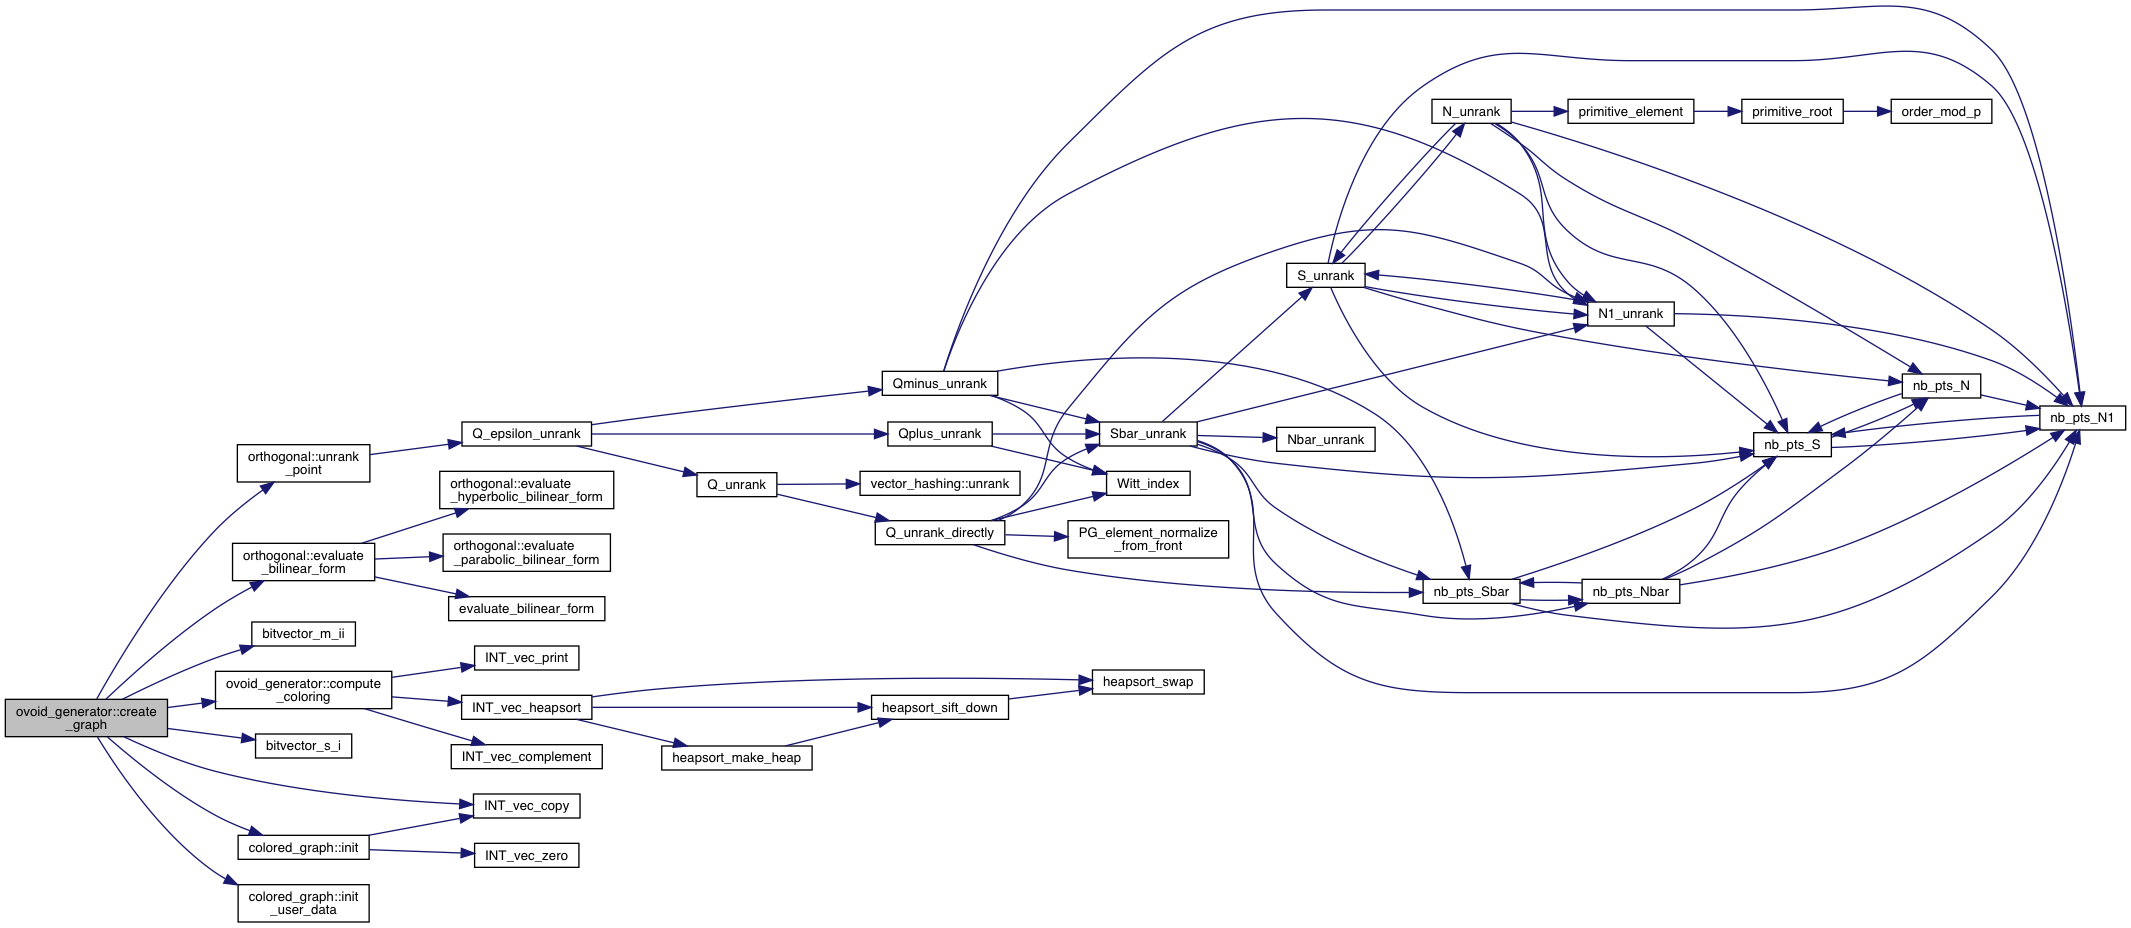 ovoid_generator::create
_graph
orthogonal::unrank
_point
orthogonal::evaluate
_bilinear_form
bitvector_m_ii
ovoid_generator::compute
_coloring
bitvector_s_i
colored_graph::init
colored_graph::init
_user_data
Q_epsilon_unrank
orthogonal::evaluate
_hyperbolic_bilinear_form
orthogonal::evaluate
_parabolic_bilinear_form
evaluate_bilinear_form
INT_vec_print
INT_vec_heapsort
INT_vec_complement
INT_vec_copy
INT_vec_zero
Q_unrank
heapsort_make_heap
Qminus_unrank
Qplus_unrank
vector_hashing::unrank
Q_unrank_directly
heapsort_sift_down
Sbar_unrank
Witt_index
PG_element_normalize
_from_front
heapsort_swap
S_unrank
Nbar_unrank
N_unrank
nb_pts_Sbar
primitive_element
N1_unrank
nb_pts_Nbar
primitive_root
nb_pts_S
order_mod_p
nb_pts_N
nb_pts_N1